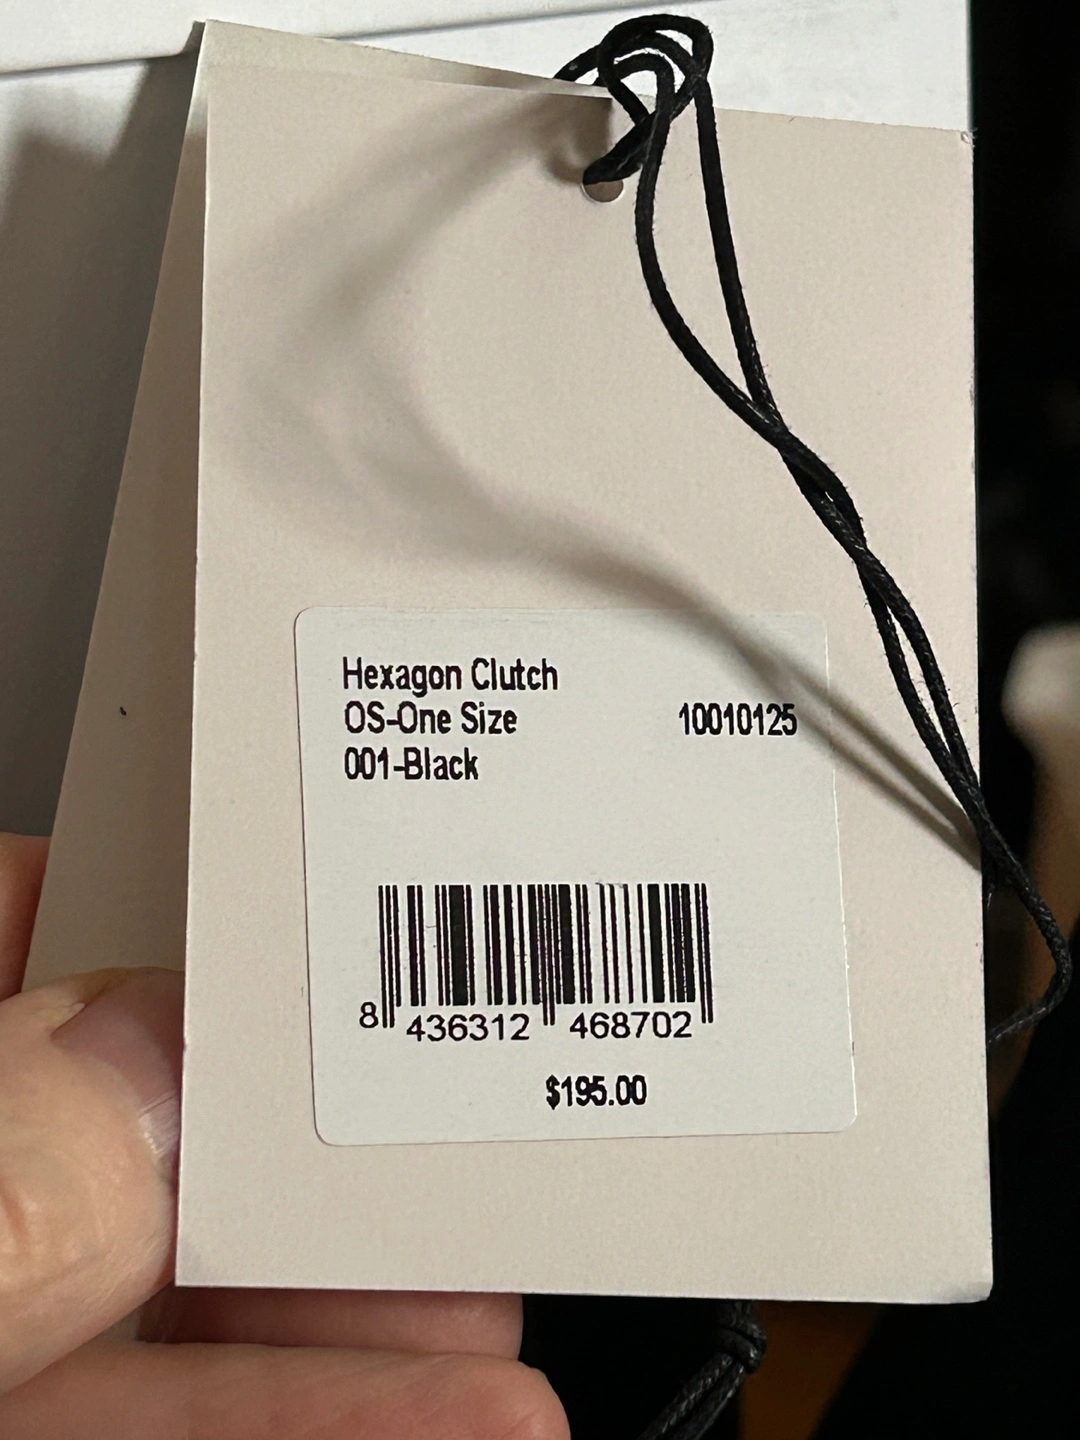 Hexagon Clutch
OS-One Size 10010125
001-Black
8 436312 468702
$195.00